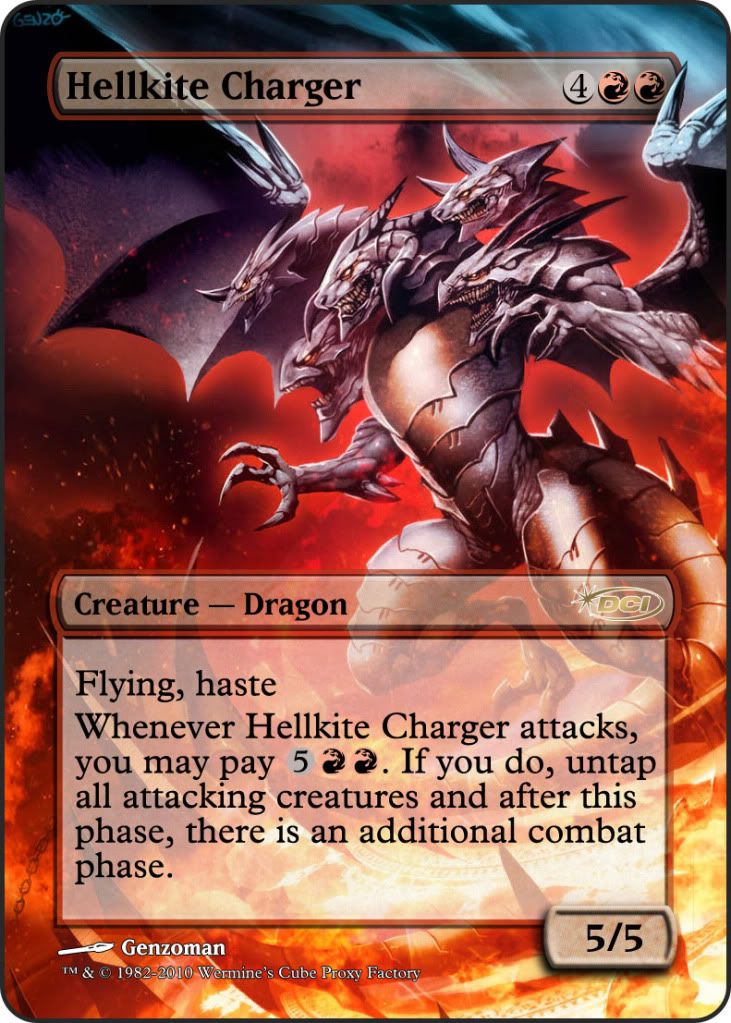 GENZO
Hellkite Charger 4
Creature — Dragon DCI
Flying, haste
Whenever Hellkite Charger attacks,
you may pay 5 . If you do, untap
all attacking creatures and after this
phase, there is an additional combat
phase.
5/5
Genzoman
™ & © 1982-2010 Wermine's Cube Proxy Factory